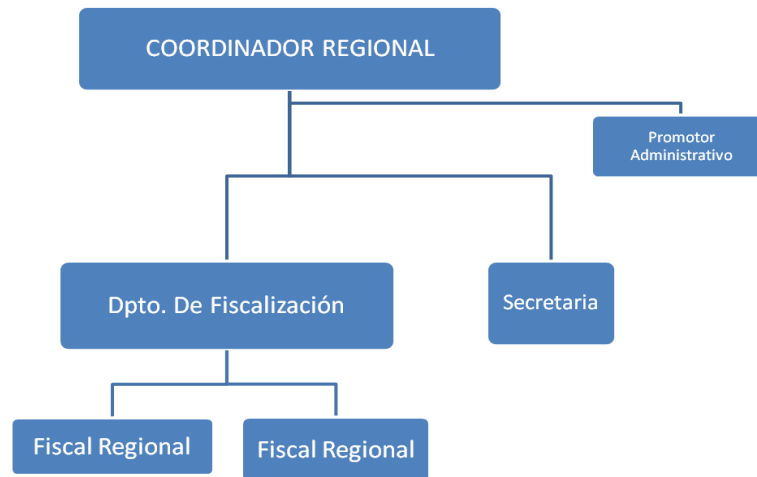 COORDINADOR REGIONAL
Promotor
Administrativo
Dpto. De Fiscalización
Secretaria
Fiscal Regional
Fiscal Regional